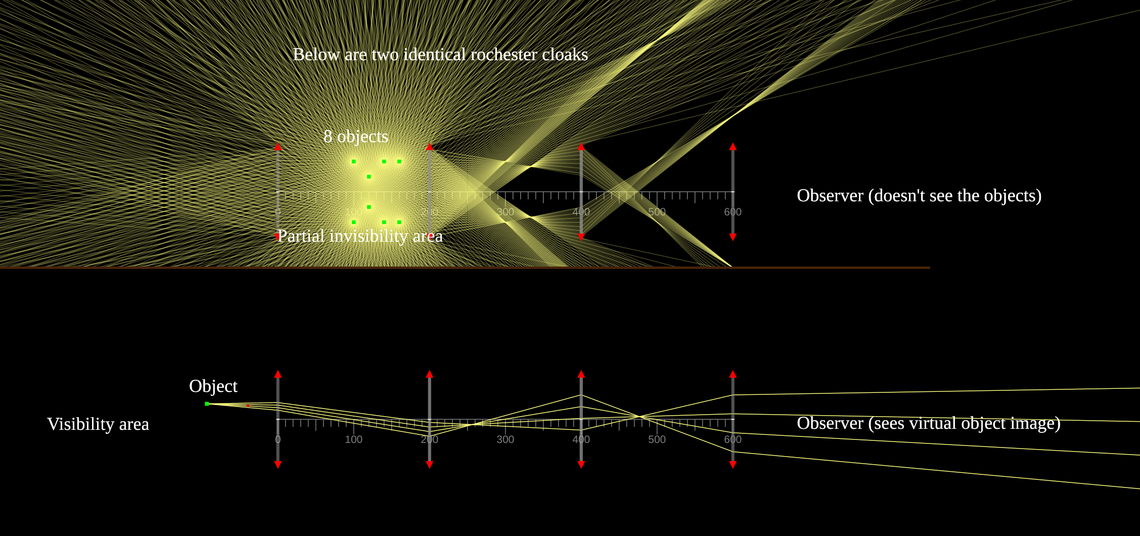 Below are two identical rochester cloaks
8 objects
Observer (doesn't see the objects)
0 100 200 300 400 500 600
Partial invisibility area
Object
Visibility area
Observer (sees virtual object image)
0 100 200 300 400 500 600